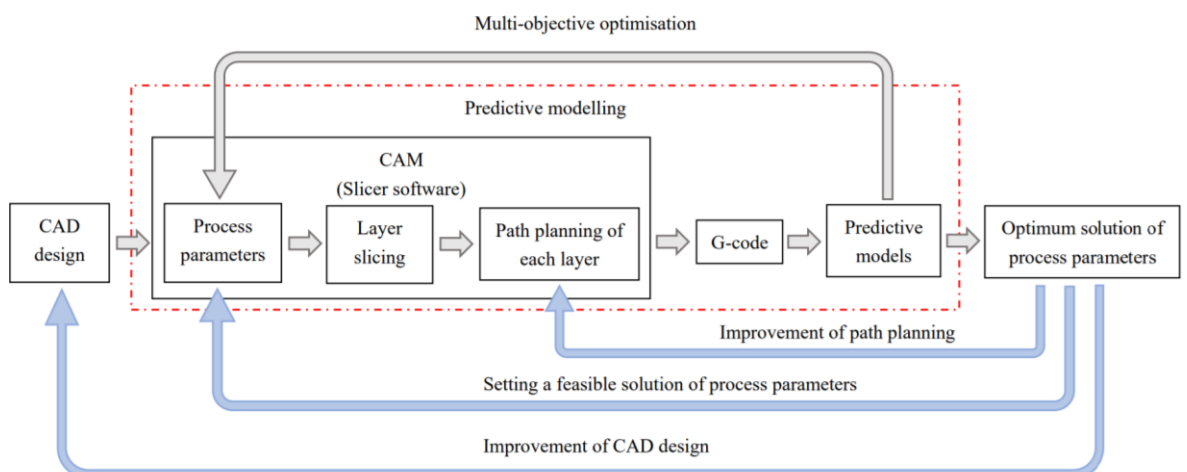 Multi-objective optimisation
Predictive modelling
CAM
(Slicer software)
CAD
design
Process
parameters
Layer
slicing
Path planning of
each layer
G-code
Predictive
models
Optimum solution of
process parameters
Improvement of path planning
Setting a feasible solution of process parameters
Improvement of CAD design